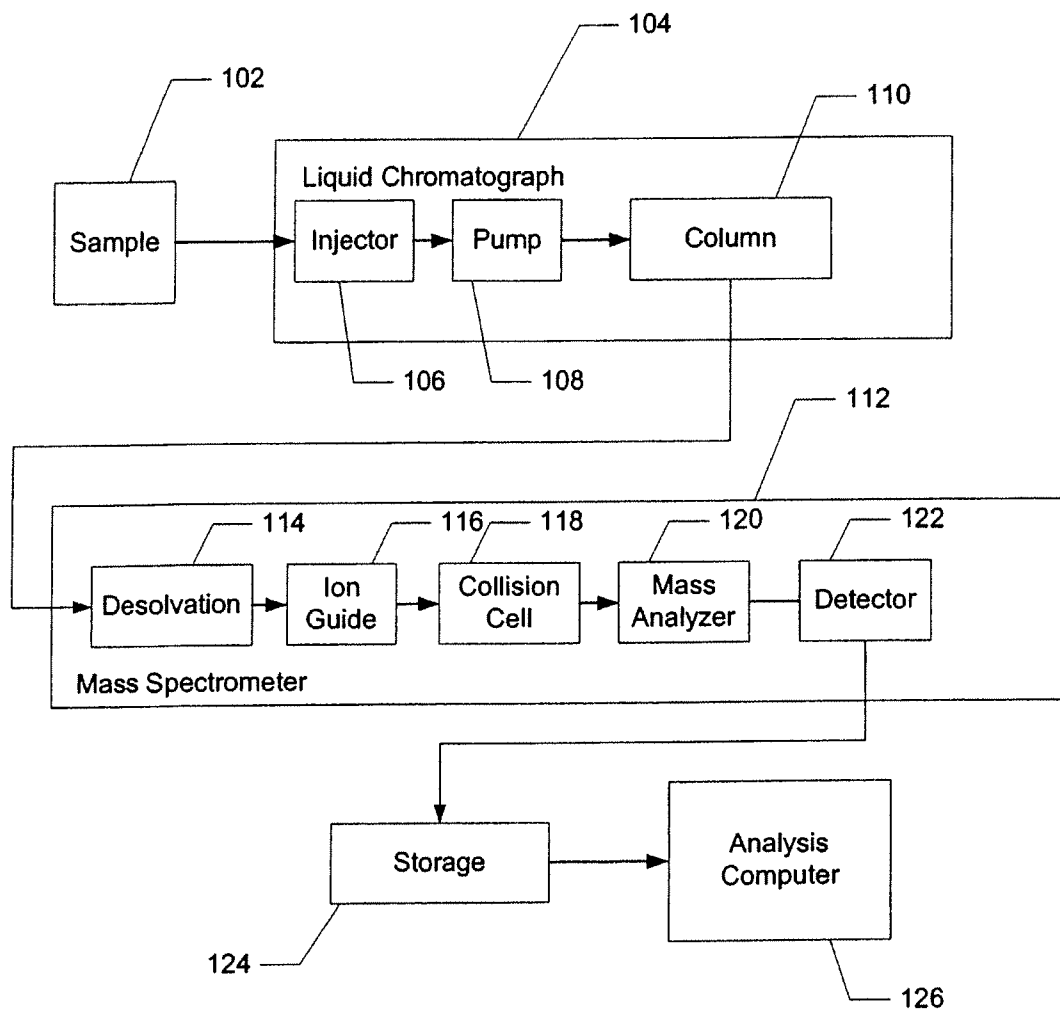 104
102
110
Liquid Chromatograph
Sample
Injector
Pump
Column
106
108
112
114
116
118
120
122
Desolvation
Ion
Guide
Collision
Cell
Mass
Analyzer
Detector
Mass Spectrometer
Storage
Analysis
Computer
124
126